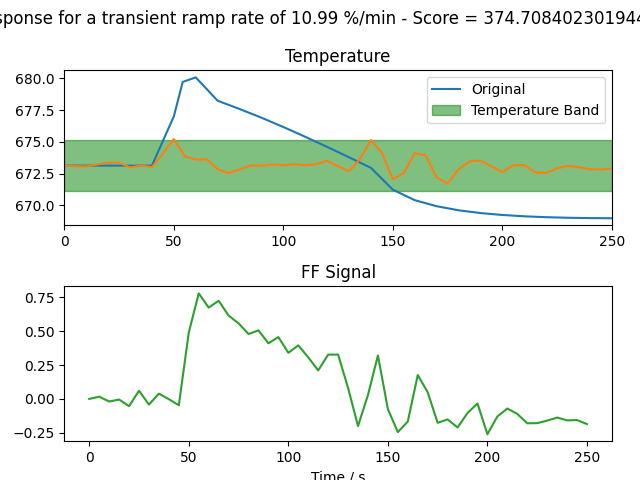 sponse for a transient ramp rate of 10.99 %/min - Score = 374.708402301944
Temperature
680.0
677.5
675.0
672.5
670.0
Original
Temperature Band
0 50 100 150 200 250
FF Signal
0.75
0.50
0.25
0.00
−0.25
0 50 100 150 200 250
Time / s